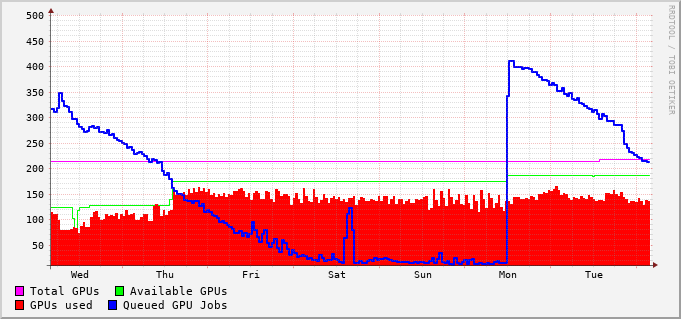 500
450
400
350
300
250
200
150
100
50
Wed Thu Fri Sat Sun Mon Tue
Total GPUs Available GPUs
GPUs used Queued GPU Jobs
RRDTOOL / TOBI OETIKER